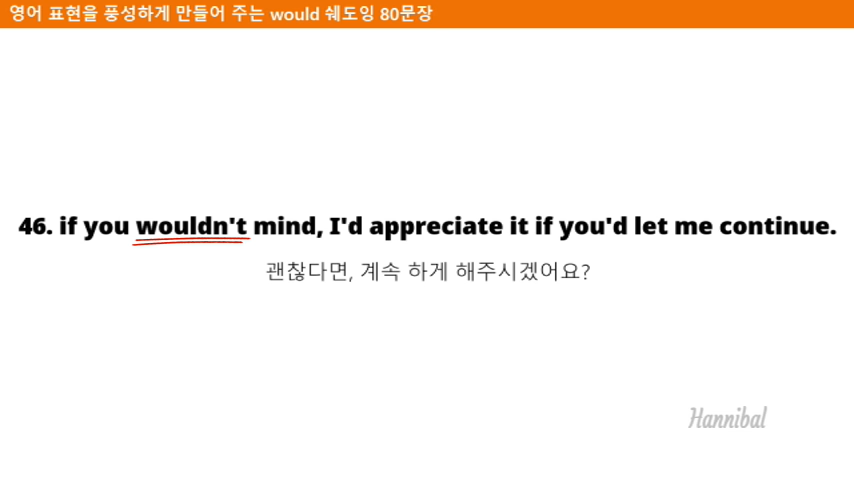 영어 표현을 풍성하게 만들어 주는 would 쉐도잉 80문장
46. if you wouldn't mind, I'd appreciate it if you'd let me continue.
괜찮다면, 계속 하게 해주시겠어요?
Hannibal